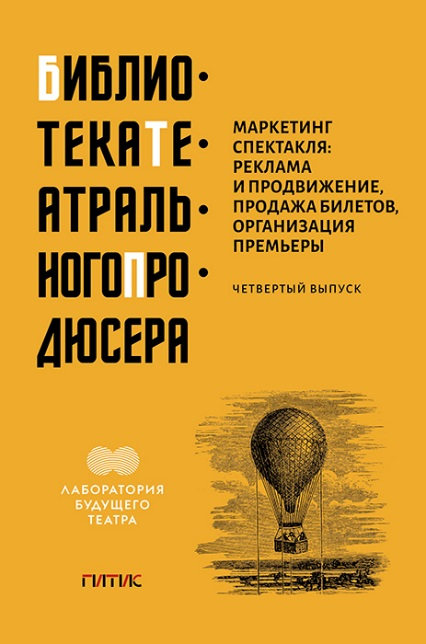 БИБЛИО·
ТЕКАТЕ·
АТРАЛЬ·
НОГОПРО·
ДЮСЕРА
МАРКЕТИНГ
СПЕКТАКЛЯ:
РЕКЛАМА
И ПРОДВИЖЕНИЕ,
ПРОДАЖА БИЛЕТОВ,
ОРГАНИЗАЦИЯ
ПРЕМЬЕРЫ
ЧЕТВЕРТЫЙ ВЫПУСК
ЛАБОРАТОРИЯ
БУДУЩЕГО
ТЕАТРА
ГИТИС